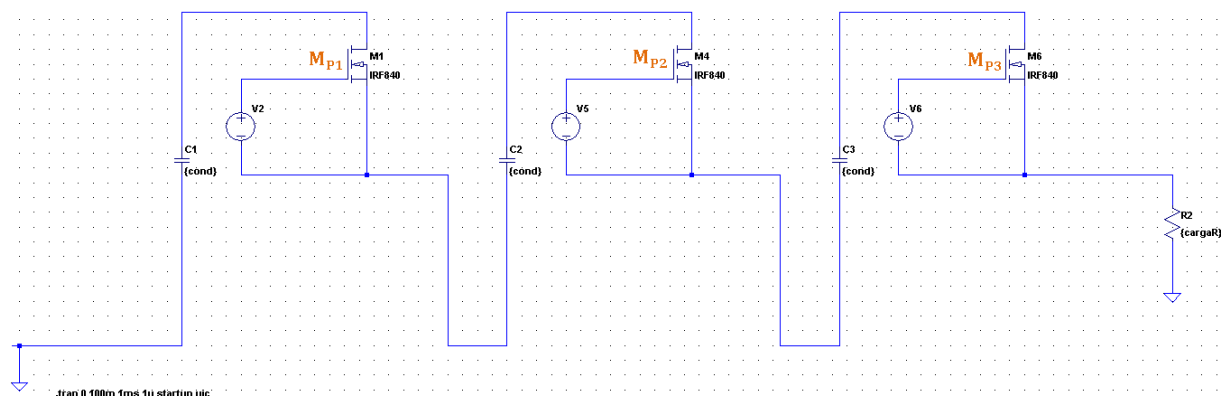 M_P1
M1
IRF840
V2
C1
{cond}
M_P2
M4
IRF840
V5
C2
{cond}
M_P3
M6
IRF840
V6
C3
{cond}
R2
{cargaR}
.tran 0 100m 1ms 1u startup uic